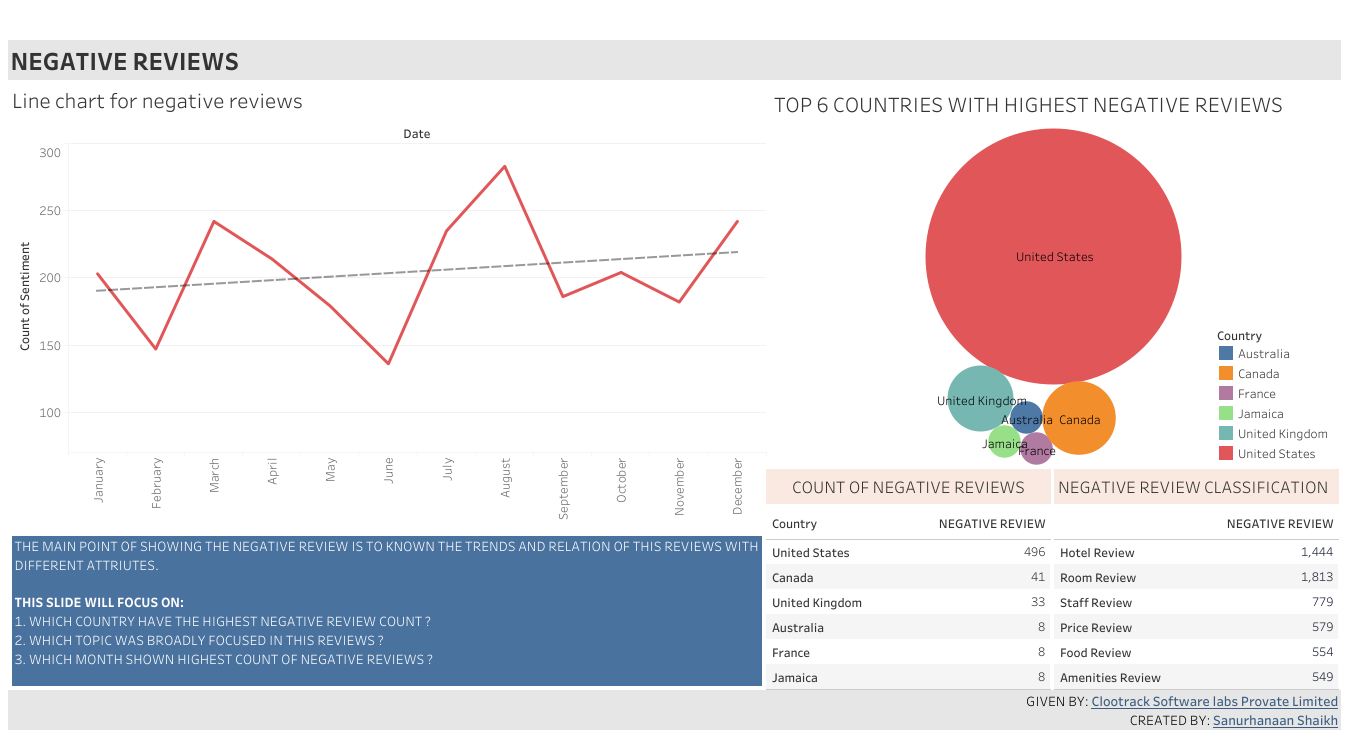 NEGATIVE REVIEWS
Line chart for negative reviews
Date
300
250
200
150
100
Count of Sentiment
January
February
March
April
May
June
July
August
September
October
November
December
THE MAIN POINT OF SHOWING THE NEGATIVE REVIEW IS TO KNOWN THE TRENDS AND RELATION OF THIS REVIEWS WITH
DIFFERENT ATTRIUTES.
THIS SLIDE WILL FOCUS ON:
1. WHICH COUNTRY HAVE THE HIGHEST NEGATIVE REVIEW COUNT ?
2. WHICH TOPIC WAS BROADLY FOCUSED IN THIS REVIEWS ?
3. WHICH MONTH SHOWN HIGHEST COUNT OF NEGATIVE REVIEWS ?
TOP 6 COUNTRIES WITH HIGHEST NEGATIVE REVIEWS
United States
United Kingdom
Australia
Canada
Jamaica
France
Country
Australia
Canada
France
Jamaica
United Kingdom
United States
COUNT OF NEGATIVE REVIEWS
Country NEGATIVE REVIEW
United States 496
Canada 41
United Kingdom 33
Australia 8
France 8
Jamaica 8
NEGATIVE REVIEW CLASSIFICATION
NEGATIVE REVIEW
Hotel Review 1,444
Room Review 1,813
Staff Review 779
Price Review 579
Food Review 554
Amenities Review 549
GIVEN BY: Clootrack Software labs Provate Limited
CREATED BY: Sanurhanaan Shaikh